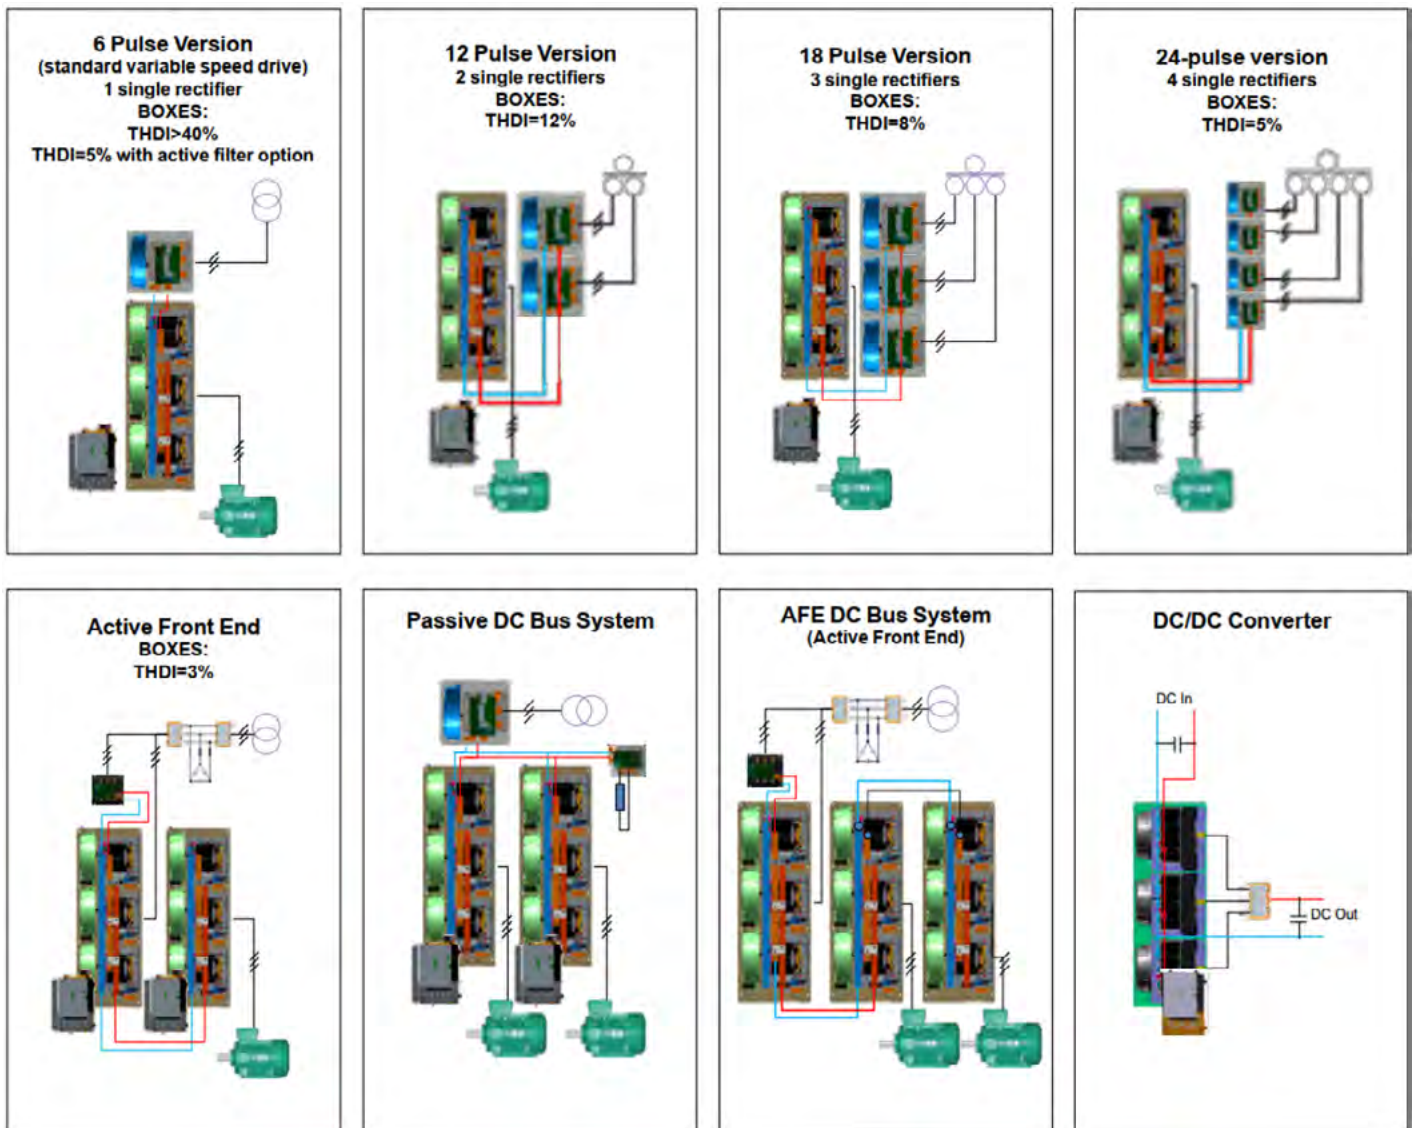 6 Pulse Version
(standard variable speed drive)
1 single rectifier
BOXES:
THDI>40%
THDI=5% with active filter option
12 Pulse Version
2 single rectifiers
BOXES:
THDI=12%
18 Pulse Version
3 single rectifiers
BOXES:
THDI=8%
24-pulse version
4 single rectifiers
BOXES:
THDI=5%
Active Front End
BOXES:
THDI=3%
Passive DC Bus System
AFE DC Bus System
(Active Front End)
DC/DC Converter
DC In
DC Out